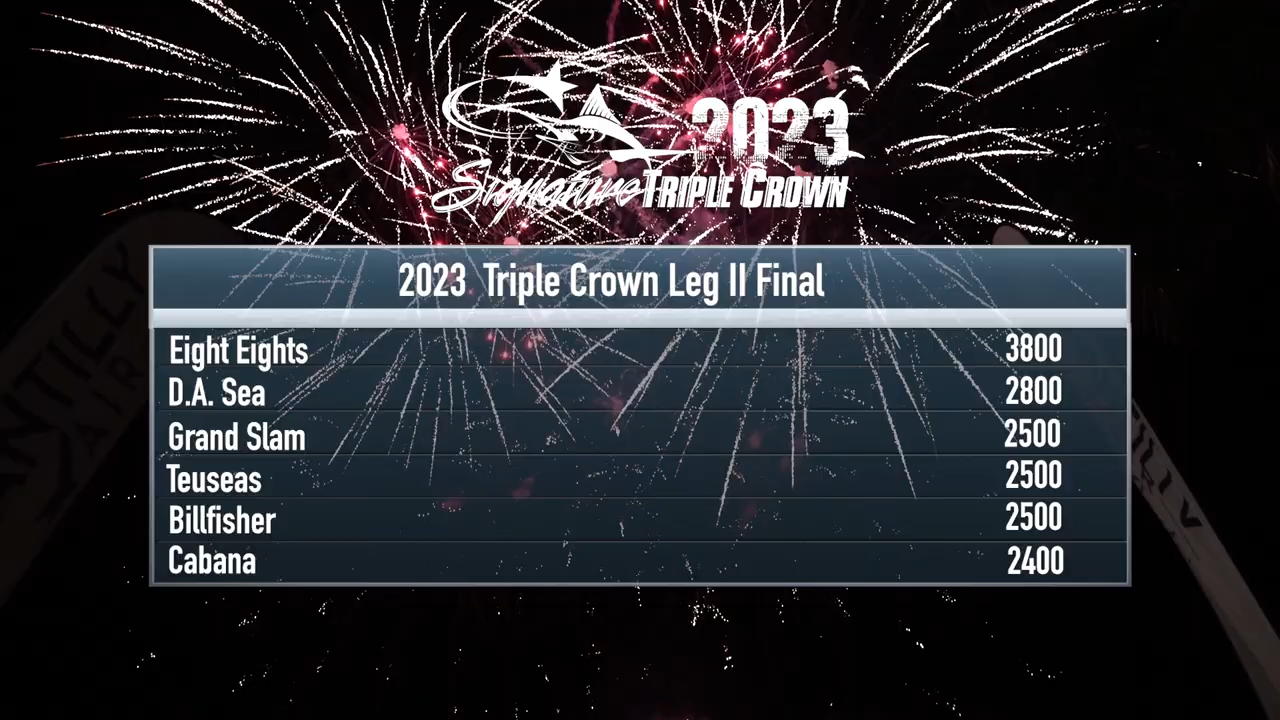 2023
Signature TRIPLE CROWN
2023 Triple Crown Leg II Final
Eight Eights 3800
D.A. Sea 2800
Grand Slam 2500
Teuseas 2500
Billfisher 2500
Cabana 2400